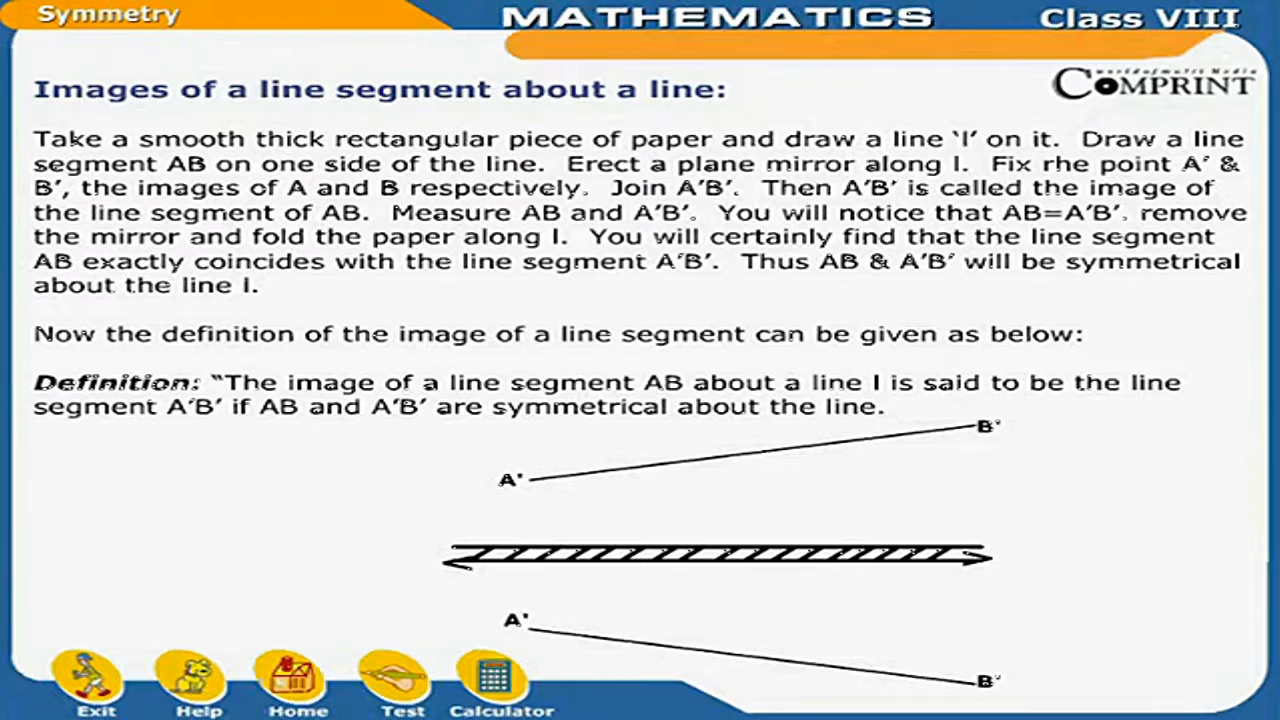 Symmetry
MATHEMATICS
Class VIII
Images of a line segment about a line:
world of multi Media
COMPRINT
Take a smooth thick rectangular piece of paper and draw a line ‘l’ on it. Draw a line
segment AB on one side of the line. Erect a plane mirror along l. Fix rhe point A’ &
B’, the images of A and B respectively. Join A’B’. Then A’B’ is called the image of
the line segment of AB. Measure AB and A’B’. You will notice that AB=A’B’, remove
the mirror and fold the paper along l. You will certainly find that the line segment
AB exactly coincides with the line segment A’B’. Thus AB & A’B’ will be symmetrical
about the line l.
Now the definition of the image of a line segment can be given as below:
Definition: “The image of a line segment AB about a line l is said to be the line
segment A’B’ if AB and A’B’ are symmetrical about the line.
B'
A'
A'
B'
Exit
Help
Home
Test
Calculator